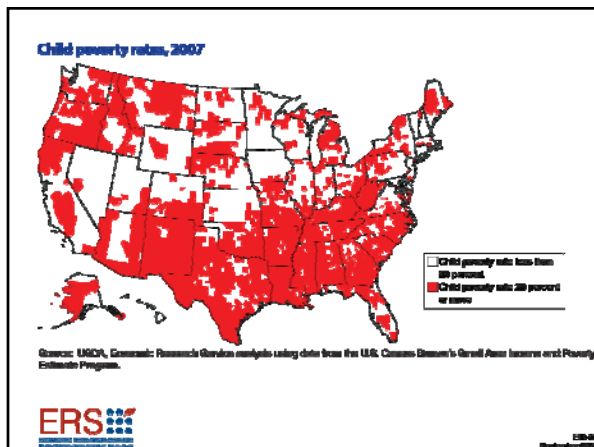 Child poverty rates, 2007
Child poverty rate less than
20 percent
Child poverty rate 20 percent
or more
Source: USDA, Economic Research Service analysis using data from the U.S. Census Bureau's Small Area Income and Poverty
Estimate Program.
ERS